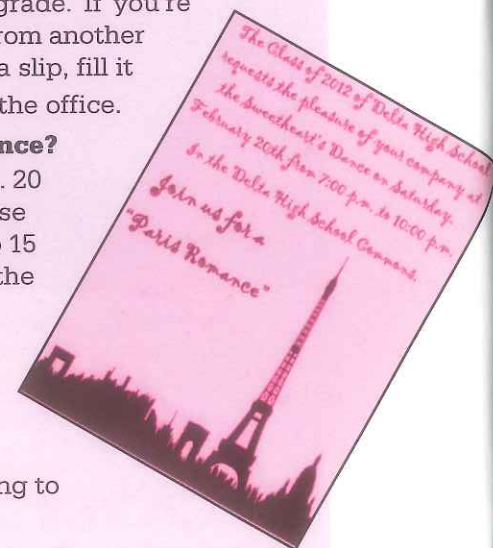 grade. If you're
rom another
a slip, fill it
the office.
nce?
. 20
se
15
the
ng to
The Class of 2012 of Delta High School
requests the pleasure of your company at
the Sweetheart's Dance on Saturday,
February 20th from 7:00 p.m. to 10:00 p.m.
In the Delta High School Commons.
Join us for a
"Paris Romance"